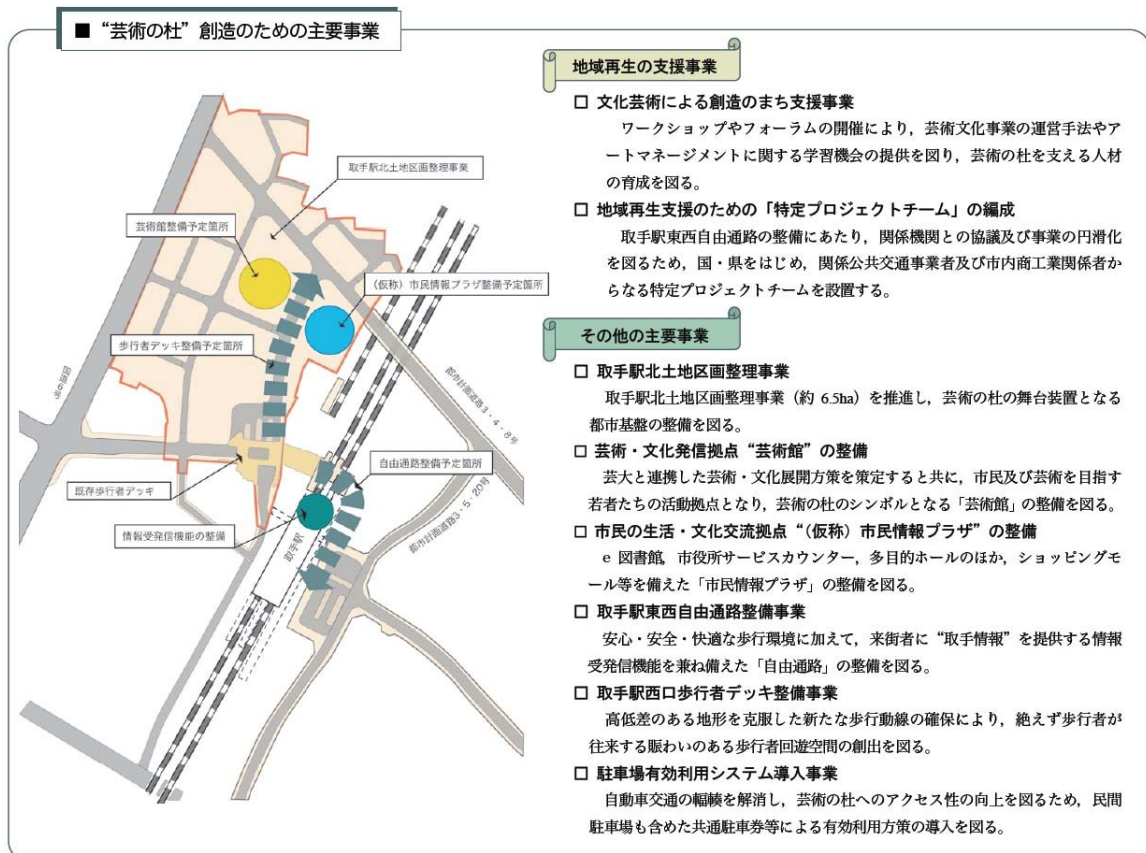 ■ “芸術の杜”創造のための主要事業
取手駅北土地区画整理事業
芸術館整備予定箇所
（仮称）市民情報プラザ整備予定箇所
歩行者デッキ整備予定箇所
国道6号
都市計画道路3・4・8号
自由通路整備予定箇所
既存歩行者デッキ
都市計画道路3・5・20号
情報受発信機能の整備
取手駅
地域再生の支援事業
□ 文化芸術による創造のまち支援事業
ワークショップやフォーラムの開催により，芸術文化事業の運営手法やア
ートマネージメントに関する学習機会の提供を図り，芸術の杜を支える人材
の育成を図る。
□ 地域再生支援のための「特定プロジェクトチーム」の編成
取手駅東西自由通路の整備にあたり，関係機関との協議及び事業の円滑化
を図るため，国・県をはじめ，関係公共交通事業者及び市内商工業関係者か
らなる特定プロジェクトチームを設置する。
その他の主要事業
□ 取手駅北土地区画整理事業
取手駅北土地区画整理事業（約 6.5ha）を推進し，芸術の杜の舞台装置となる
都市基盤の整備を図る。
□ 芸術・文化発信拠点“芸術館”の整備
芸大と連携した芸術・文化展開方策を策定すると共に，市民及び芸術を目指す
若者たちの活動拠点となり，芸術の杜のシンボルとなる「芸術館」の整備を図る。
□ 市民の生活・文化交流拠点“（仮称）市民情報プラザ”の整備
e 図書館，市役所サービスカウンター，多目的ホールのほか，ショッピングモ
ール等を備えた「市民情報プラザ」の整備を図る。
□ 取手駅東西自由通路整備事業
安心・安全・快適な歩行環境に加えて，来街者に“取手情報”を提供する情報
受発信機能を兼ね備えた「自由通路」の整備を図る。
□ 取手駅西口歩行者デッキ整備事業
高低差のある地形を克服した新たな歩行動線の確保により，絶えず歩行者が
往来する賑わいのある歩行者回遊空間の創出を図る。
□ 駐車場有効利用システム導入事業
自動車交通の輻輳を解消し，芸術の杜へのアクセス性の向上を図るため，民間
駐車場も含めた共通駐車券等による有効利用方策の導入を図る。